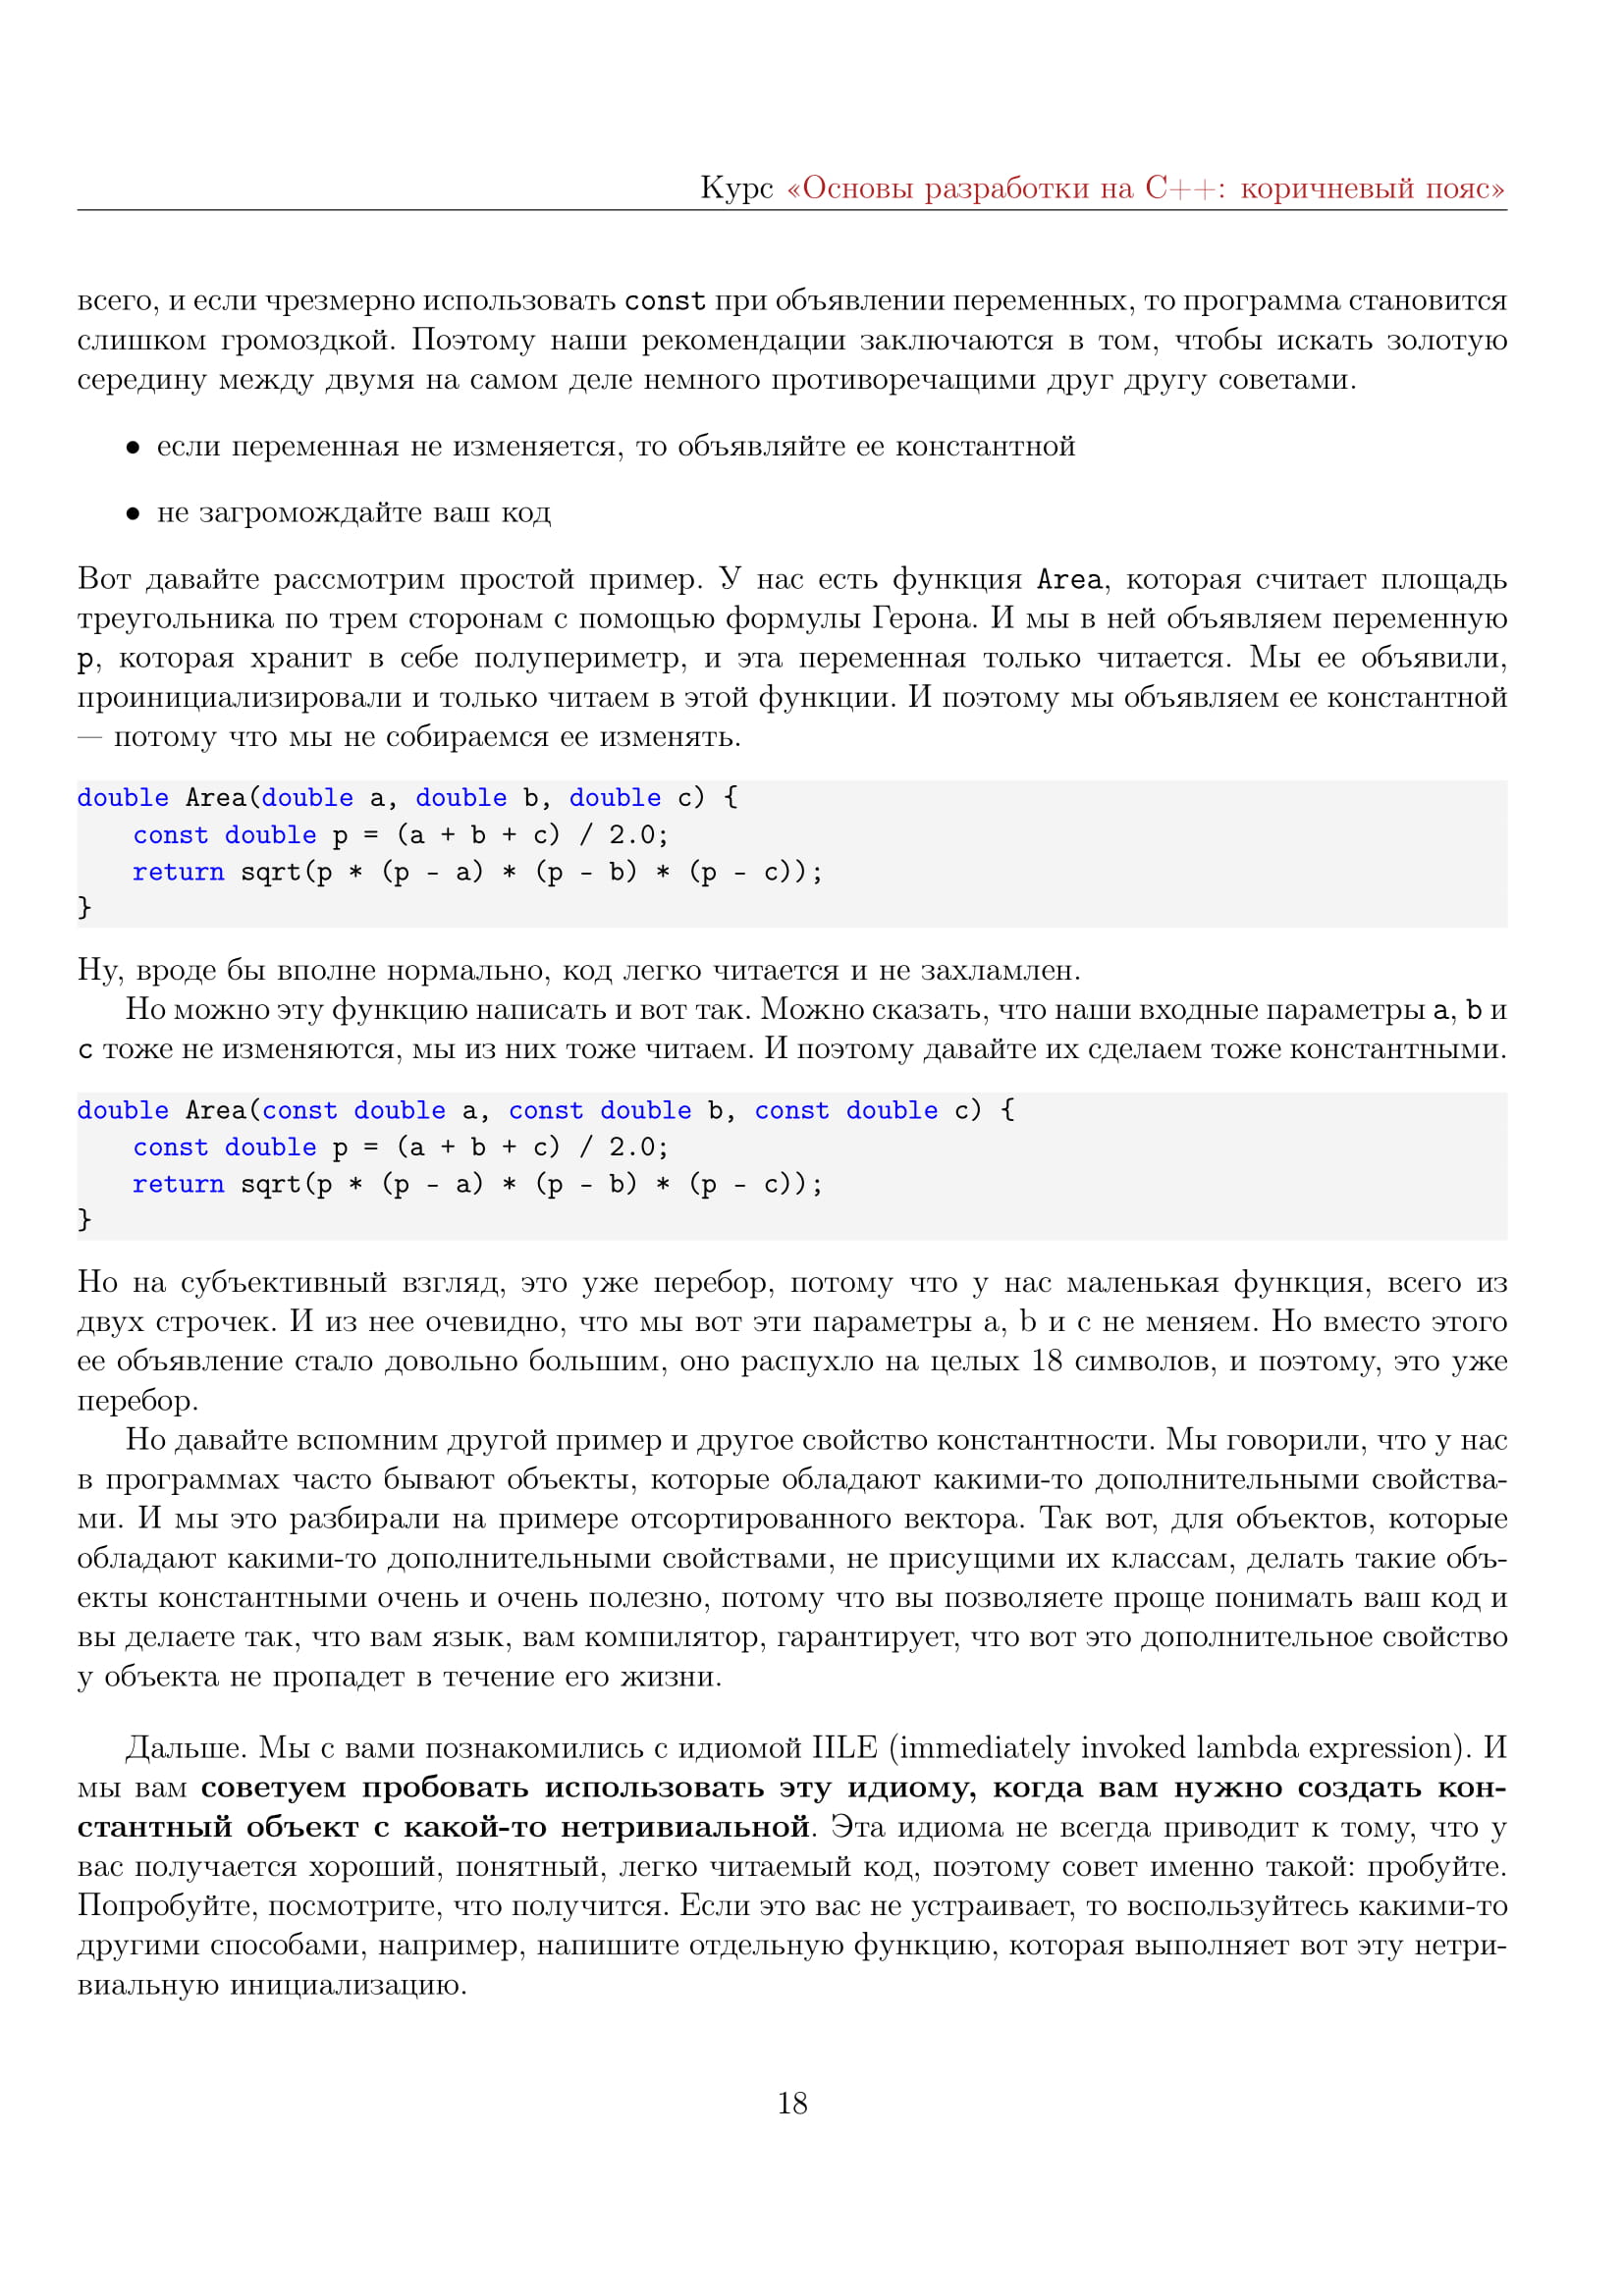 Курс «Основы разработки на C++: коричневый пояс»
всего, и если чрезмерно использовать const при объявлении переменных, то программа становится
слишком громоздкой. Поэтому наши рекомендации заключаются в том, чтобы искать золотую
середину между двумя на самом деле немного противоречащими друг другу советами.
• если переменная не изменяется, то объявляйте ее константной
• не загромождайте ваш код
Вот давайте рассмотрим простой пример. У нас есть функция Area, которая считает площадь
треугольника по трем сторонам с помощью формулы Герона. И мы в ней объявляем переменную
p, которая хранит в себе полупериметр, и эта переменная только читается. Мы ее объявили,
проинициализировали и только читаем в этой функции. И поэтому мы объявляем ее константной
— потому что мы не собираемся ее изменять.
double Area(double a, double b, double c) {
    const double p = (a + b + c) / 2.0;
    return sqrt(p * (p - a) * (p - b) * (p - c));
}
Ну, вроде бы вполне нормально, код легко читается и не захламлен.
Но можно эту функцию написать и вот так. Можно сказать, что наши входные параметры a, b и
c тоже не изменяются, мы из них тоже читаем. И поэтому давайте их сделаем тоже константными.
double Area(const double a, const double b, const double c) {
    const double p = (a + b + c) / 2.0;
    return sqrt(p * (p - a) * (p - b) * (p - c));
}
Но на субъективный взгляд, это уже перебор, потому что у нас маленькая функция, всего из
двух строчек. И из нее очевидно, что мы вот эти параметры a, b и c не меняем. Но вместо этого
ее объявление стало довольно большим, оно распухло на целых 18 символов, и поэтому, это уже
перебор.
Но давайте вспомним другой пример и другое свойство константности. Мы говорили, что у нас
в программах часто бывают объекты, которые обладают какими-то дополнительными свойства-
ми. И мы это разбирали на примере отсортированного вектора. Так вот, для объектов, которые
обладают какими-то дополнительными свойствами, не присущими их классам, делать такие объ-
екты константными очень и очень полезно, потому что вы позволяете проще понимать ваш код и
вы делаете так, что вам язык, вам компилятор, гарантирует, что вот это дополнительное свойство
у объекта не пропадет в течение его жизни.
Дальше. Мы с вами познакомились с идиомой IILE (immediately invoked lambda expression). И
мы вам советуем пробовать использовать эту идиому, когда вам нужно создать кон-
стантный объект с какой-то нетривиальной. Эта идиома не всегда приводит к тому, что у
вас получается хороший, понятный, легко читаемый код, поэтому совет именно такой: пробуйте.
Попробуйте, посмотрите, что получится. Если это вас не устраивает, то воспользуйтесь какими-то
другими способами, например, напишите отдельную функцию, которая выполняет вот эту нетри-
виальную инициализацию.
18